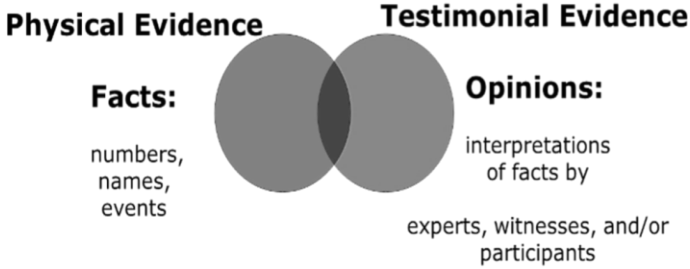 Physical Evidence
Facts:
numbers,
names,
events
Testimonial Evidence
Opinions:
interpretations
of facts by
experts, witnesses, and/or
participants